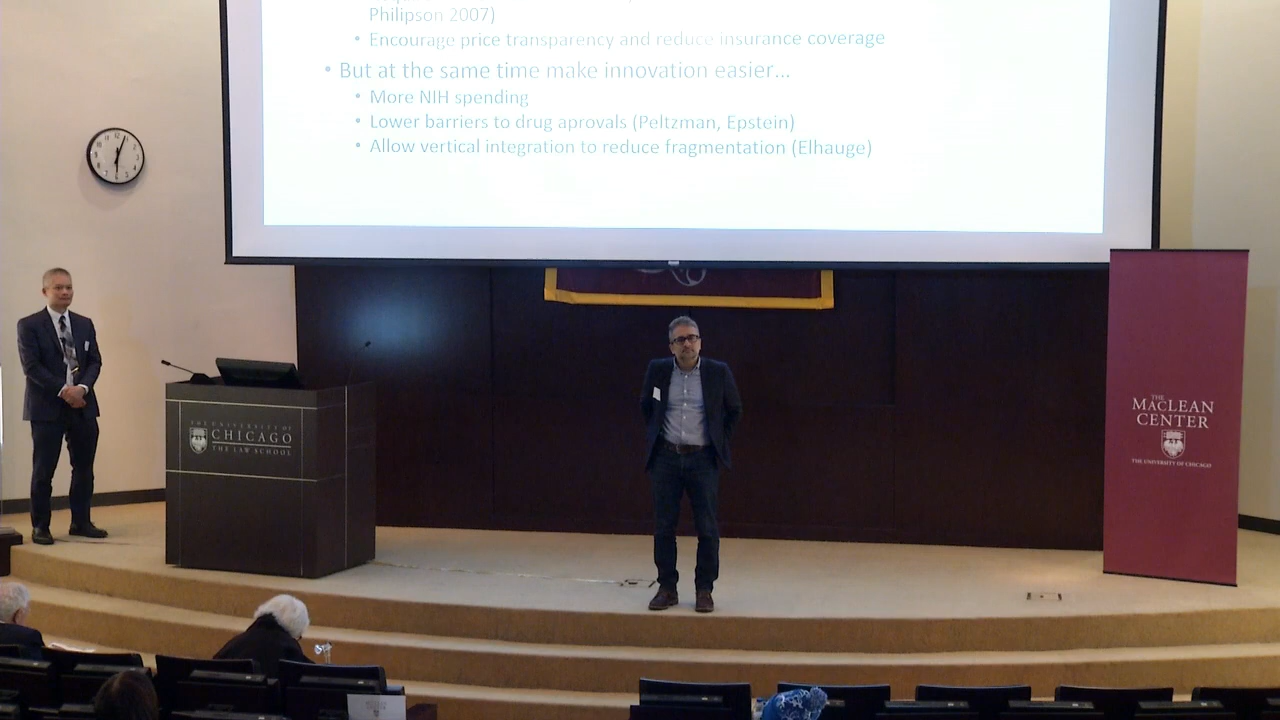 Philipson 2007)
• Encourage price transparency and reduce insurance coverage
• But at the same time make innovation easier...
• More NIH spending
• Lower barriers to drug aprovals (Peltzman, Epstein)
• Allow vertical integration to reduce fragmentation (Elhauge)
12
THE UNIVERSITY OF
CHICAGO
THE LAW SCHOOL
THE
MACLEAN
CENTER
THE UNIVERSITY OF CHICAGO